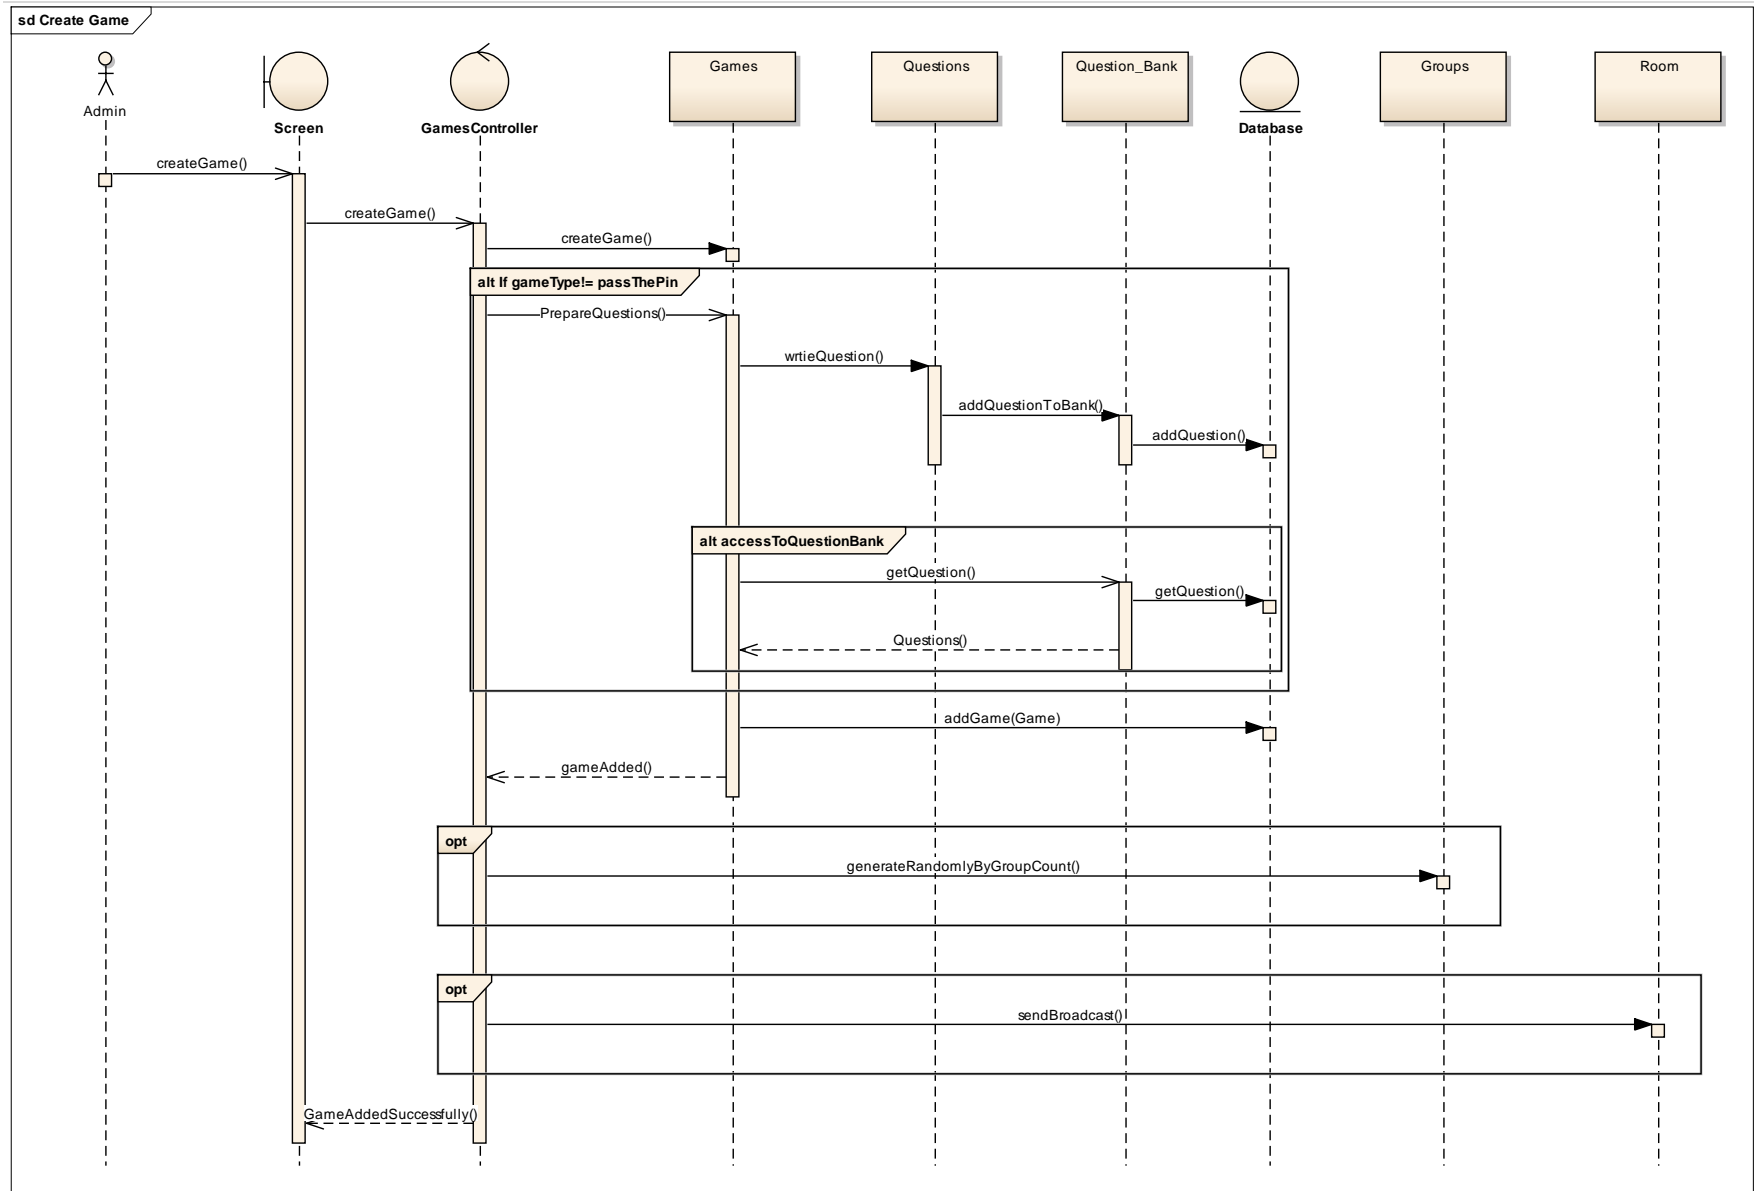 sd Create Game
Admin
Screen
GamesController
Games
Questions
Question_Bank
Database
Groups
Room
createGame()
createGame()
createGame()
alt If gameType!= passThePin
PrepareQuestions()
wrtieQuestion()
addQuestionToBank()
addQuestion()
alt accessToQuestionBank
getQuestion()
getQuestion()
Questions()
addGame(Game)
gameAdded()
opt
generateRandomlyByGroupCount()
opt
sendBroadcast()
GameAddedSuccessfully()